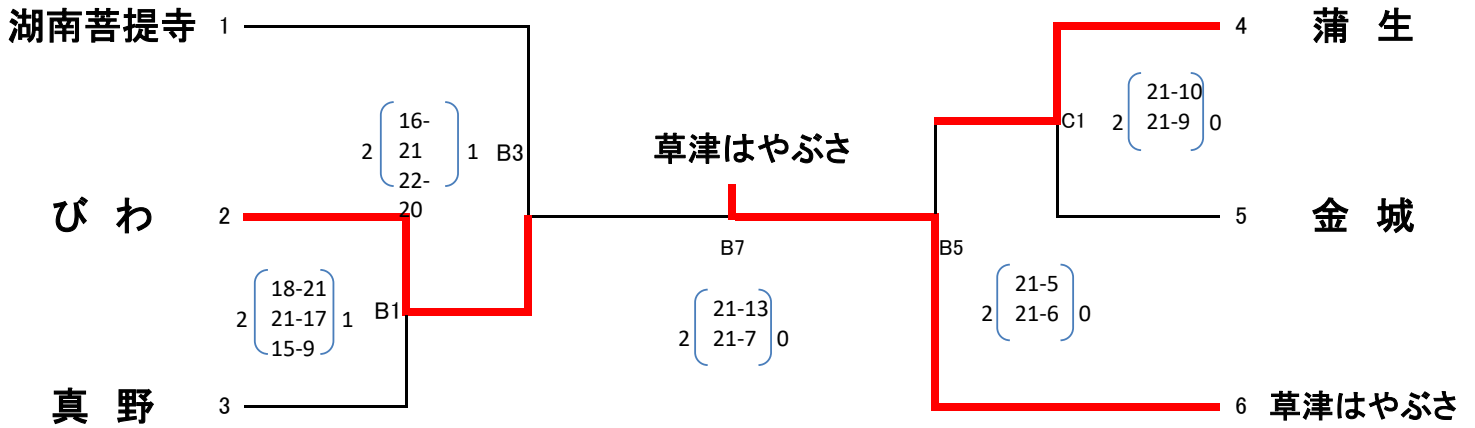 湖南菩提寺 1
4 蒲 生
2 16-
21
22-
20 1 B3
草津はやぶさ
C1
2 21-10
21-9 0
び わ 2
5 金 城
B7
B5
2 18-21
21-17
15-9 1 B1
2 21-13
21-7 0
2 21-5
21-6 0
真 野 3
6 草津はやぶさ